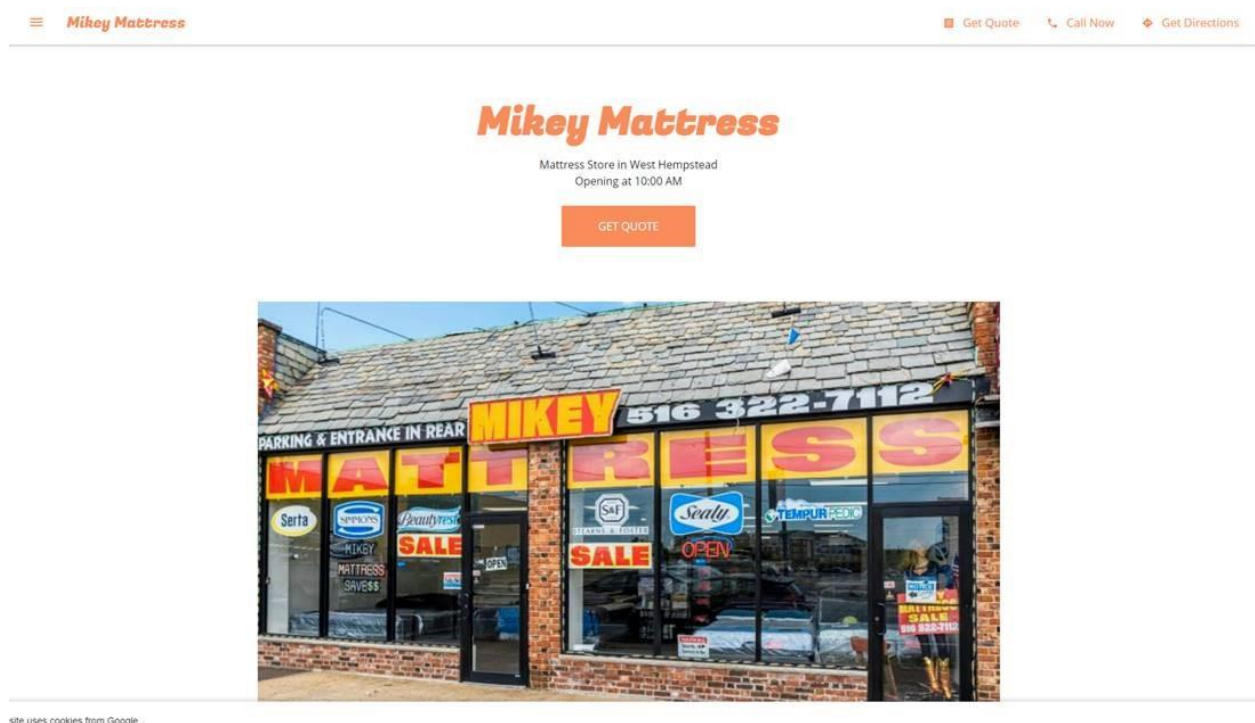 Mikey Mattress
Get Quote
Call Now
Get Directions
Mikey Mattress
Mattress Store in West Hempstead
Opening at 10:00 AM
GET QUOTE
PARKING & ENTRANCE IN REAR
MIKEY
516 322-7112
MATTRESS
Serta
SIMMONS
Beautyrest
S&F
STEARNS & FOSTER
Sealy
TEMPUR-PEDIC
MIKEY
MATTRESS
SAVE$$
SALE
OPEN
SALE
OPEN
MATTRESS
SALE
516 322-7112
site uses cookies from Google